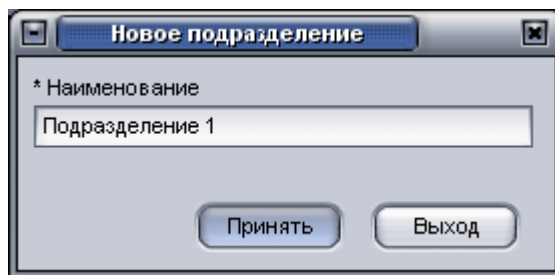 Новое подразделение
* Наименование
Подразделение 1
Принять Выход